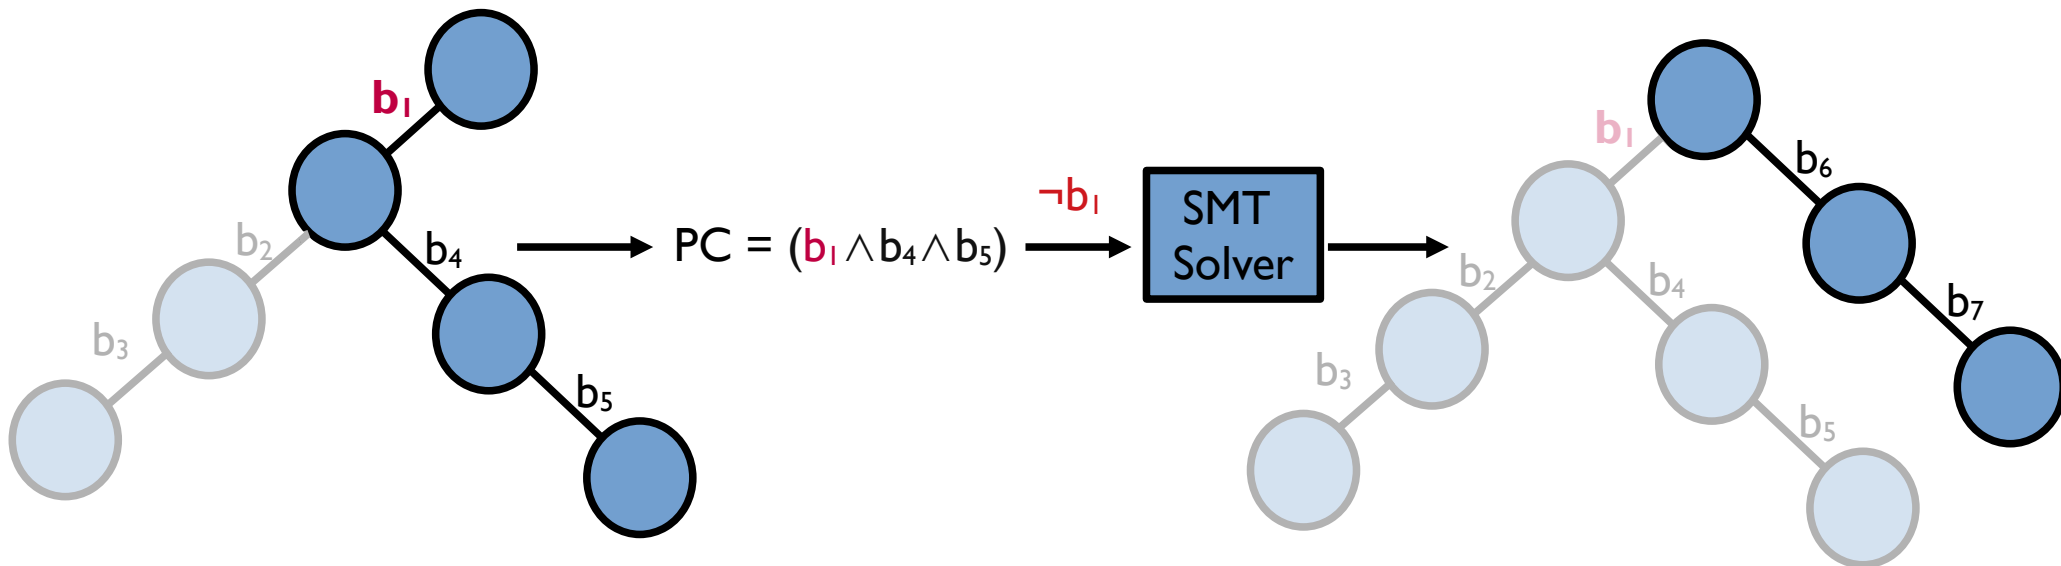 b₁
b₂
b₄
b₃
b₅
PC = (b₁∧b₄∧b₅)
¬b₁
SMT
Solver
b₁
b₆
b₂
b₄
b₇
b₃
b₅